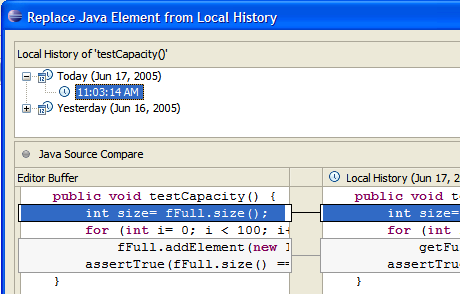 Replace Java Element from Local History
Local History of 'testCapacity()'
Today (Jun 17, 2005)
11:03:14 AM
Yesterday (Jun 16, 2005)
Java Source Compare
Editor Buffer
public void testCapacity() {
int size= fFull.size();
for (int i= 0; i < 100; i+
fFull.addElement(new I
assertTrue(fFull.size() ==
}
Local History (Jun 17,
public void te
int size=
for (int
getFu
assertTru
}